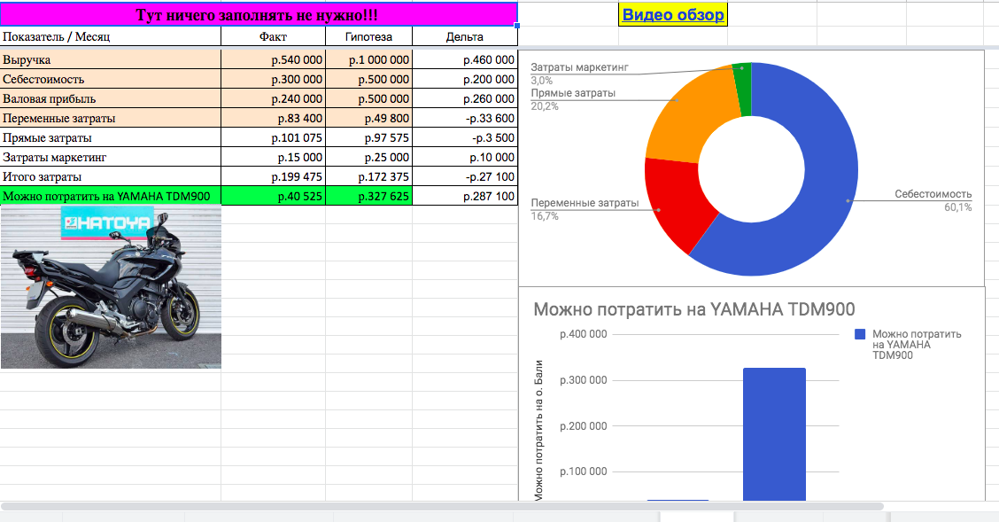 Тут ничего заполнять не нужно!!!
Видео обзор
Показатель / Месяц Факт Гипотеза Дельта
Выручка р.540 000 р.1 000 000 р.460 000
Себестоимость р.300 000 р.500 000 р.200 000
Валовая прибыль р.240 000 р.500 000 р.260 000
Переменные затраты р.83 400 р.49 800 -р.33 600
Прямые затраты р.101 075 р.97 575 -р.3 500
Затраты маркетинг р.15 000 р.25 000 р.10 000
Итого затраты р.199 475 р.172 375 -р.27 100
Можно потратить на YAMAHA TDM900 р.40 525 р.327 625 р.287 100
HATOYA
Затраты маркетинг
3,0%
Прямые затраты
20,2%
Переменные затраты
16,7%
Себестоимость
60,1%
Можно потратить на YAMAHA TDM900
р.400 000
р.300 000
р.200 000
р.100 000
Можно потратить на о. Бали
Можно потратить
на YAMAHA
TDM900